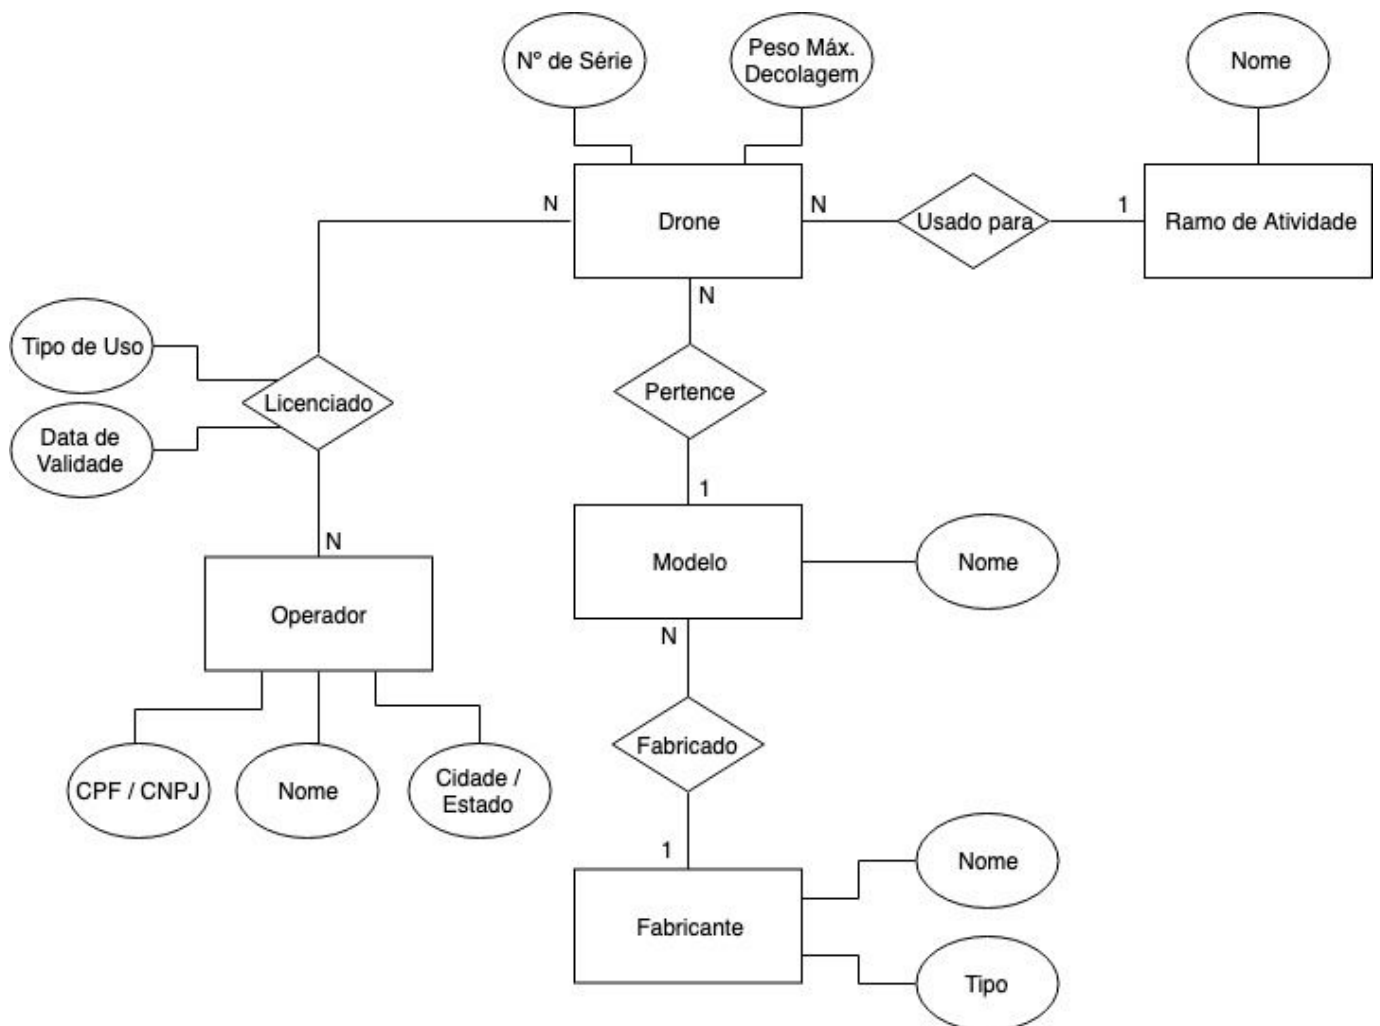 Nº de Série
Peso Máx.
Decolagem
Nome
N
Drone
N
Usado para
1
Ramo de Atividade
N
Tipo de Uso
Pertence
Licenciado
Data de
Validade
1
N
Modelo
Nome
Operador
N
Fabricado
CPF / CNPJ
Nome
Cidade /
Estado
1
Nome
Fabricante
Tipo